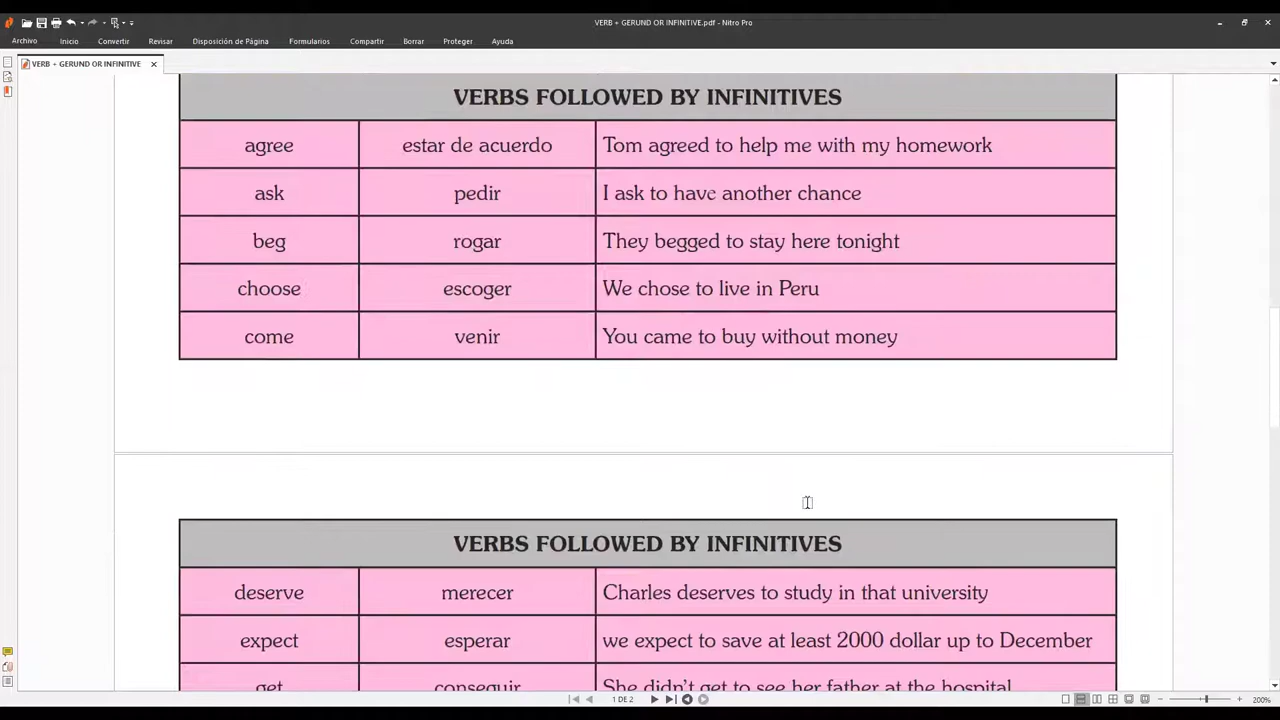 VERB + GERUND OR INFINITIVE.pdf - Nitro Pro
Archivo Inicio Convertir Revisar Disposición de Página Formularios Compartir Borrar Proteger Ayuda
VERB + GERUND OR INFINITIVE
VERBS FOLLOWED BY INFINITIVES
agree estar de acuerdo Tom agreed to help me with my homework
ask pedir I ask to have another chance
beg rogar They begged to stay here tonight
choose escoger We chose to live in Peru
come venir You came to buy without money
VERBS FOLLOWED BY INFINITIVES
deserve merecer Charles deserves to study in that university
expect esperar we expect to save at least 2000 dollar up to December
get conseguir She didn't get to see her father at the hospital
1 DE 2
200%